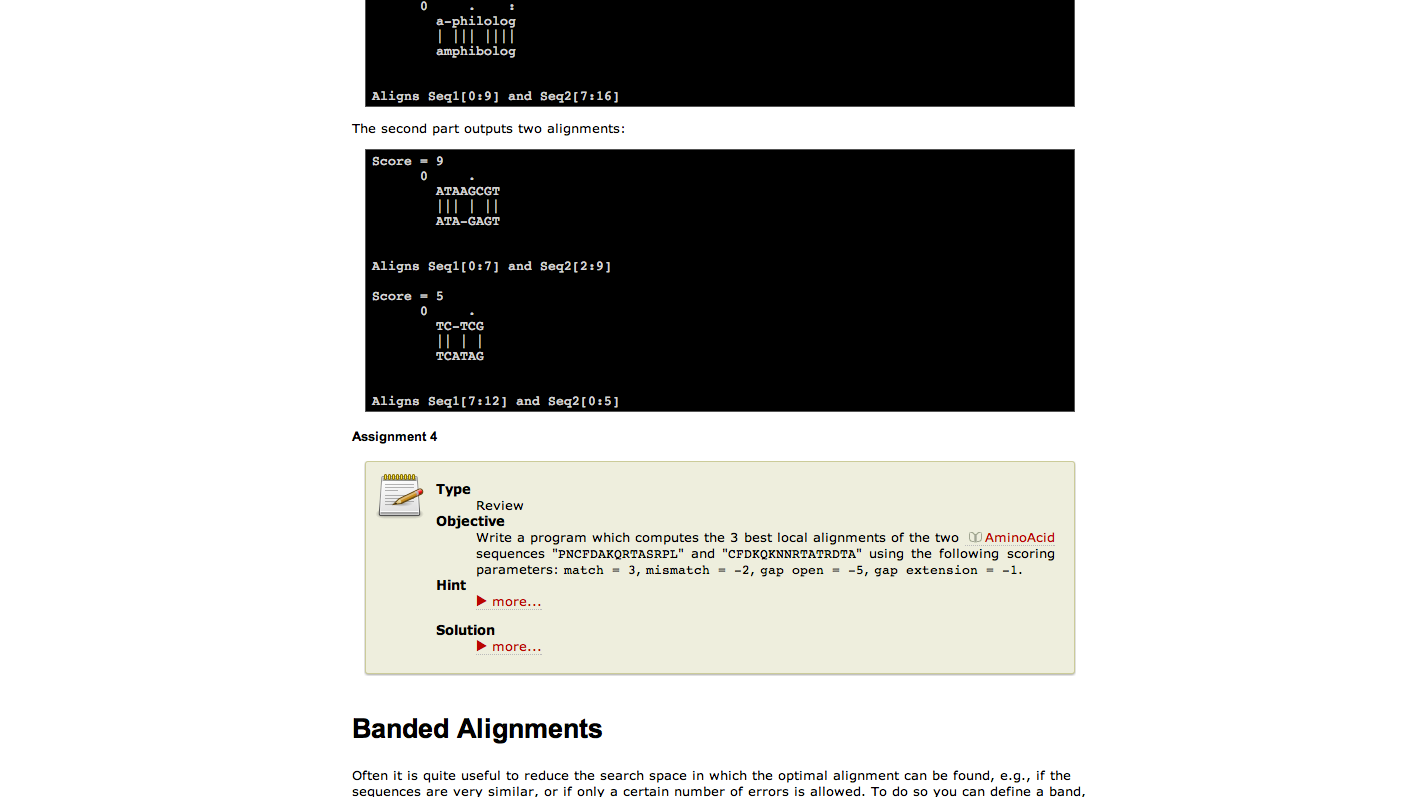 0     .    :
a-philolog
| ||| ||||
amphibolog
Aligns Seq1[0:9] and Seq2[7:16]
The second part outputs two alignments:
Score = 9
0     .
ATAAGCGT
||| | ||
ATA-GAGT
Aligns Seq1[0:7] and Seq2[2:9]
Score = 5
0     .
TC-TCG
|| | |
TCATAG
Aligns Seq1[7:12] and Seq2[0:5]
Assignment 4
Type
Review
Objective
Write a program which computes the 3 best local alignments of the two AminoAcid
sequences "PNCFDAKQRTASRPL" and "CFDKQKNNRTATRDTA" using the following scoring
parameters: match = 3, mismatch = -2, gap open = -5, gap extension = -1.
Hint
▶ more...
Solution
▶ more...
Banded Alignments
Often it is quite useful to reduce the search space in which the optimal alignment can be found, e.g., if the
sequences are very similar, or if only a certain number of errors is allowed. To do so you can define a band,